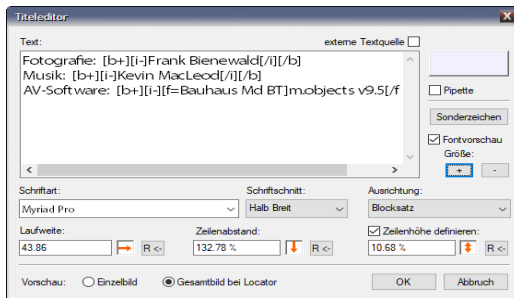 Titeleditor
Text:
externe Textquelle
Fotografie: [b+][i-]Frank Bienewald[/i][/b]
Musik: [b+][i-]Kevin MacLeod[/i][/b]
AV-Software: [b+][i-][f=Bauhaus Md BT]m.objects v9.5[/f
Pipette
Sonderzeichen
Fontvorschau
Größe:
+ -
Schriftart: Schriftschnitt: Ausrichtung:
Myriad Pro Halb Breit Blocksatz
Laufweite: Zeilenabstand: Zeilenhöhe definieren:
43.86 R <- 132.78 % R <- 10.68 % R <-
Vorschau: Einzelbild Gesamtbild bei Locator OK Abbruch